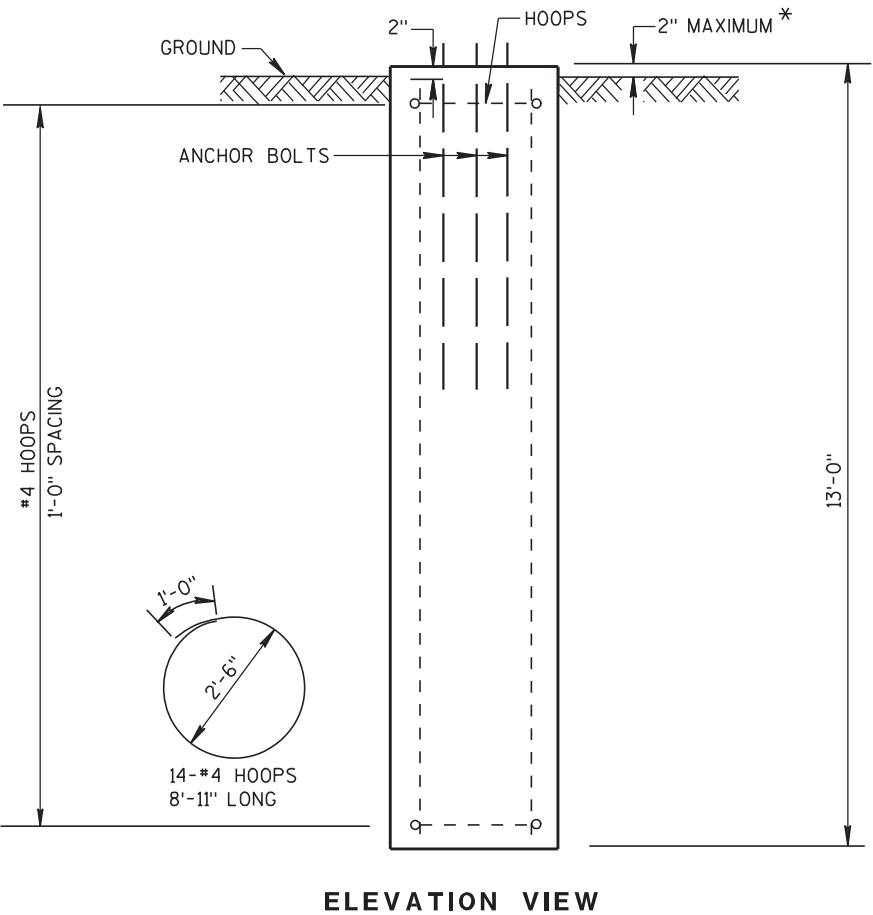 2"
HOOPS
2" MAXIMUM *
GROUND
ANCHOR BOLTS
#4 HOOPS
1'-0" SPACING
13'-0"
1'-0"
2'-6"
14-#4 HOOPS
8'-11" LONG
ELEVATION VIEW